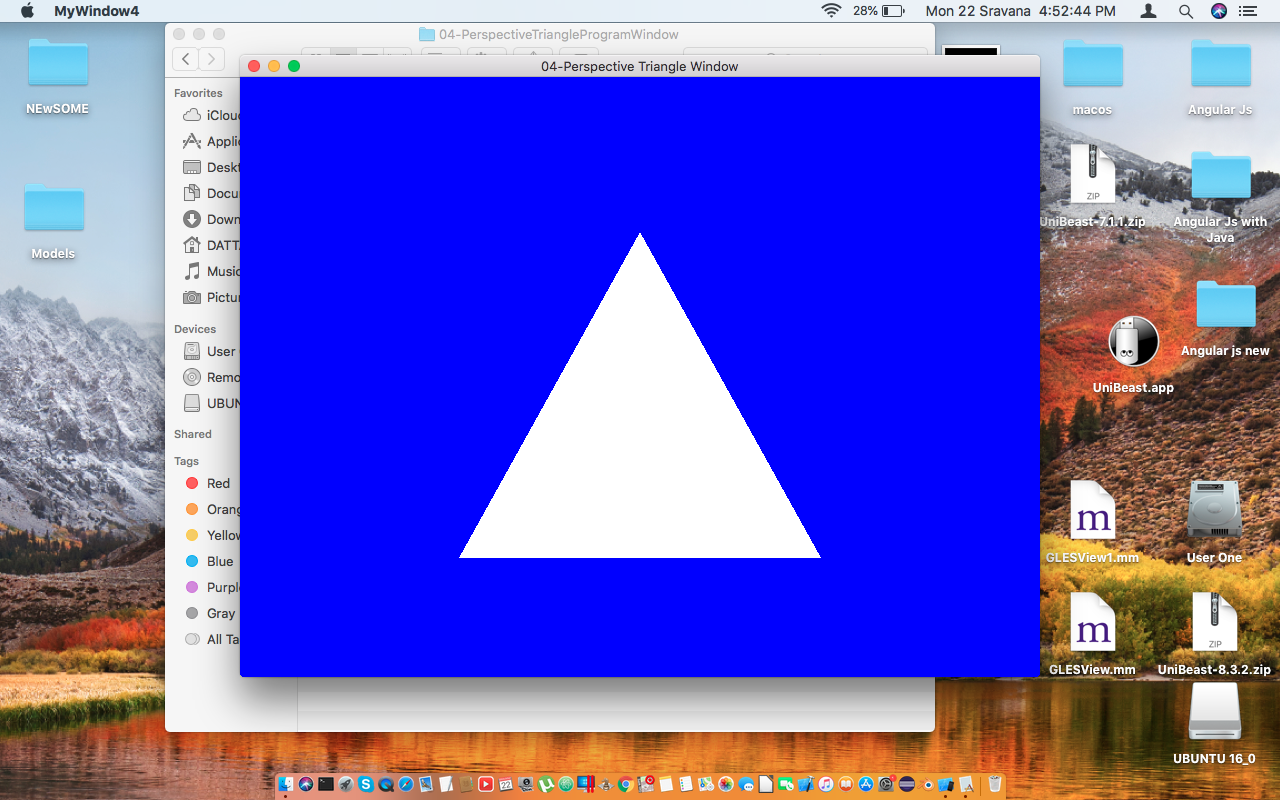 MyWindow4
28%
Mon 22 Sravana 4:52:44 PM
04-PerspectiveTriangleProgramWindow
04-Perspective Triangle Window
Favorites
iClou
Applic
Deskt
Docu
Down
DATT
Music
Pictu
Devices
User
Remo
UBUN
Shared
Tags
Red
Orang
Yellow
Blue
Purpl
Gray
All Ta
NEwSOME
Models
macos
Angular Js
ZIP
UniBeast-7.1.1.zip
Angular Js with
Java
Angular js new
UniBeast.app
m
GLESView1.mm
User One
m
GLESView.mm
ZIP
UniBeast-8.3.2.zip
UBUNTU 16_0